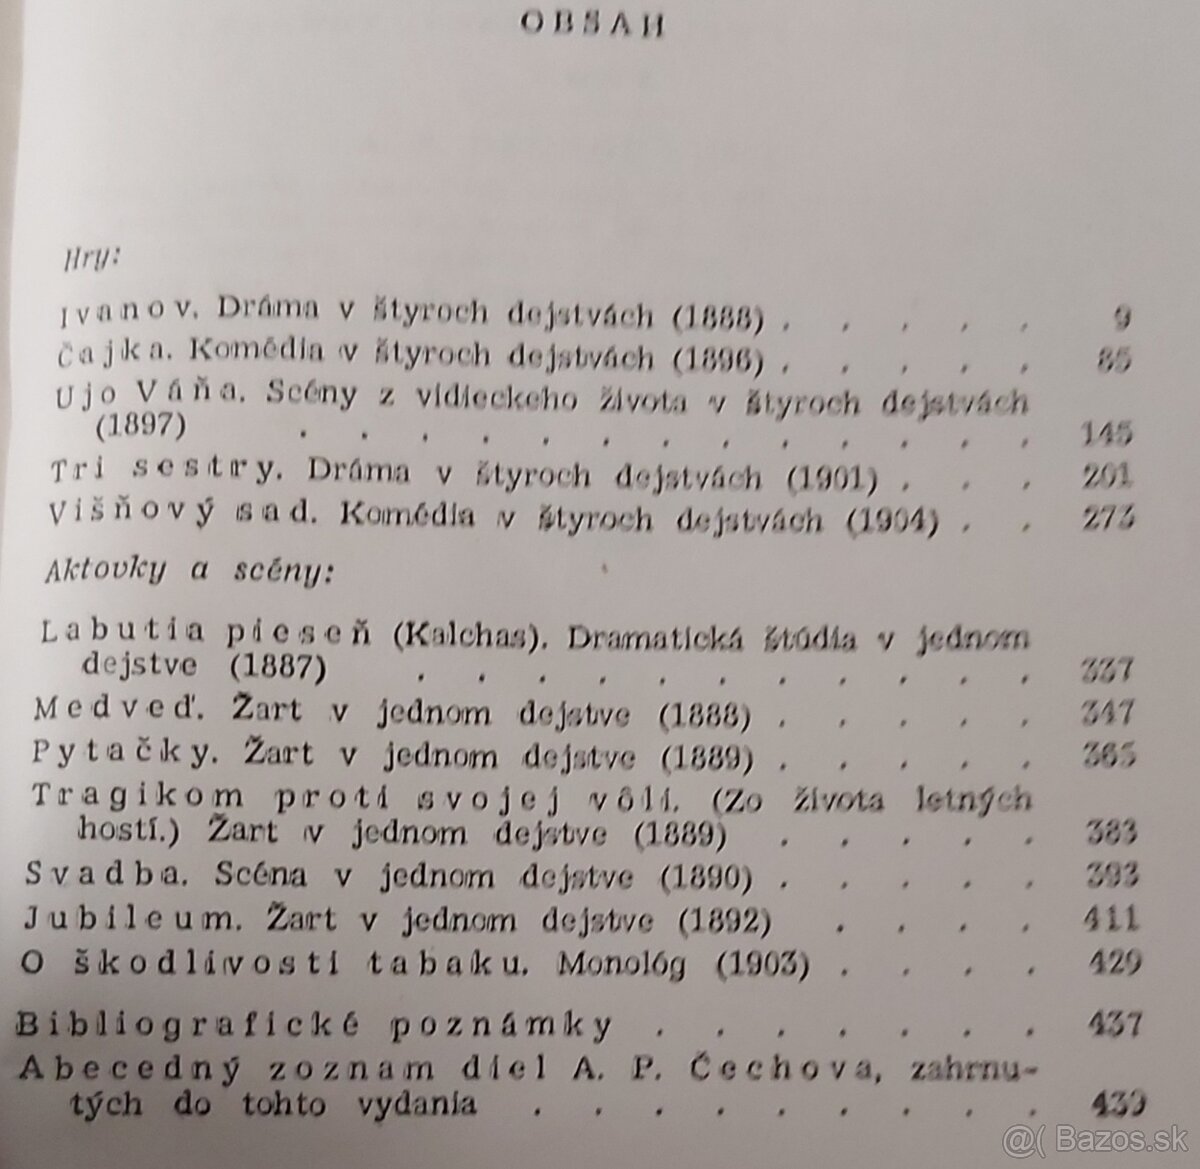 OBSAH
Hry:
Ivanov. Dráma v štyroch dejstvách (1888) . . . . . 9
Čajka. Komédia v štyroch dejstvách (1896) . . . . . 85
Ujo Váňa. Scény z vidieckeho života v štyroch dejstvách
(1897) . . . . . . . . . . . . . 145
Tri sestry. Dráma v štyroch dejstvách (1901) . . . 201
Višňový sad. Komédia v štyroch dejstvách (1904) . . 273
Aktovky a scény:
Labutia pieseň (Kalchas). Dramatická štúdia v jednom
dejstve (1887) . . . . . . . . . . . 337
Medveď. Žart v jednom dejstve (1888) . . . . . 347
Pytačky. Žart v jednom dejstve (1889) . . . . . 365
Tragikom proti svojej vôli. (Zo života letných
hostí.) Žart v jednom dejstve (1889) . . . . . 383
Svadba. Scéna v jednom dejstve (1890) . . . . . 393
Jubileum. Žart v jednom dejstve (1892) . . . . 411
O škodlivosti tabaku. Monológ (1903) . . . . 429
Bibliografické poznámky . . . . . . . 437
Abecedný zoznam diel A. P. Čechova, zahrnu-
tých do tohto vydania . . . . . . . . . 439
@( Bazos.sk